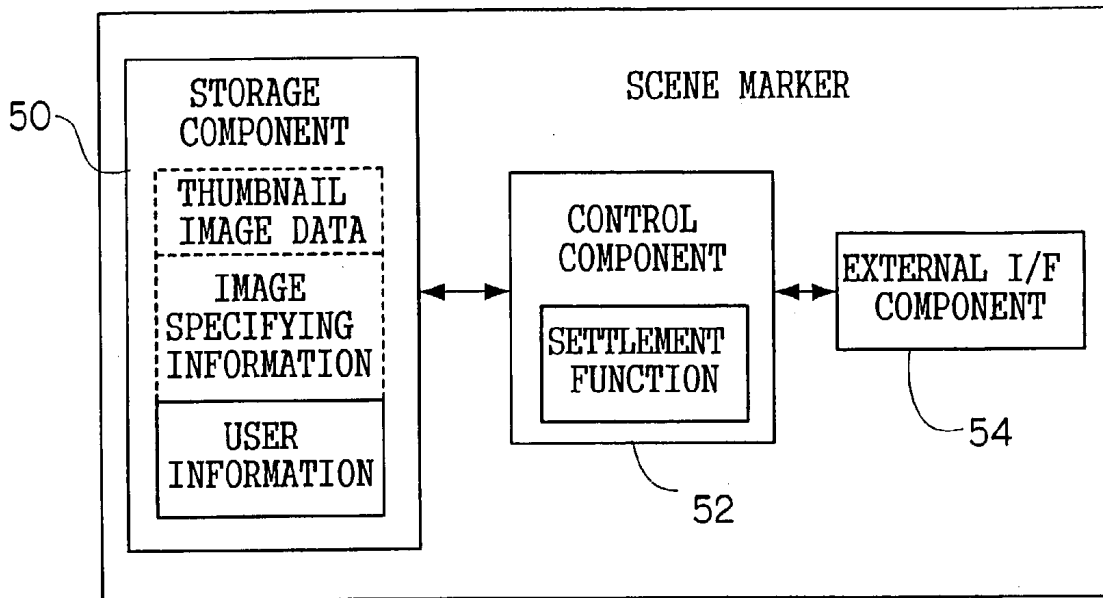 SCENE MARKER
50
STORAGE
COMPONENT
THUMBNAIL
IMAGE DATA
IMAGE
SPECIFYING
INFORMATION
USER
INFORMATION
CONTROL
COMPONENT
SETTLEMENT
FUNCTION
52
EXTERNAL I/F
COMPONENT
54